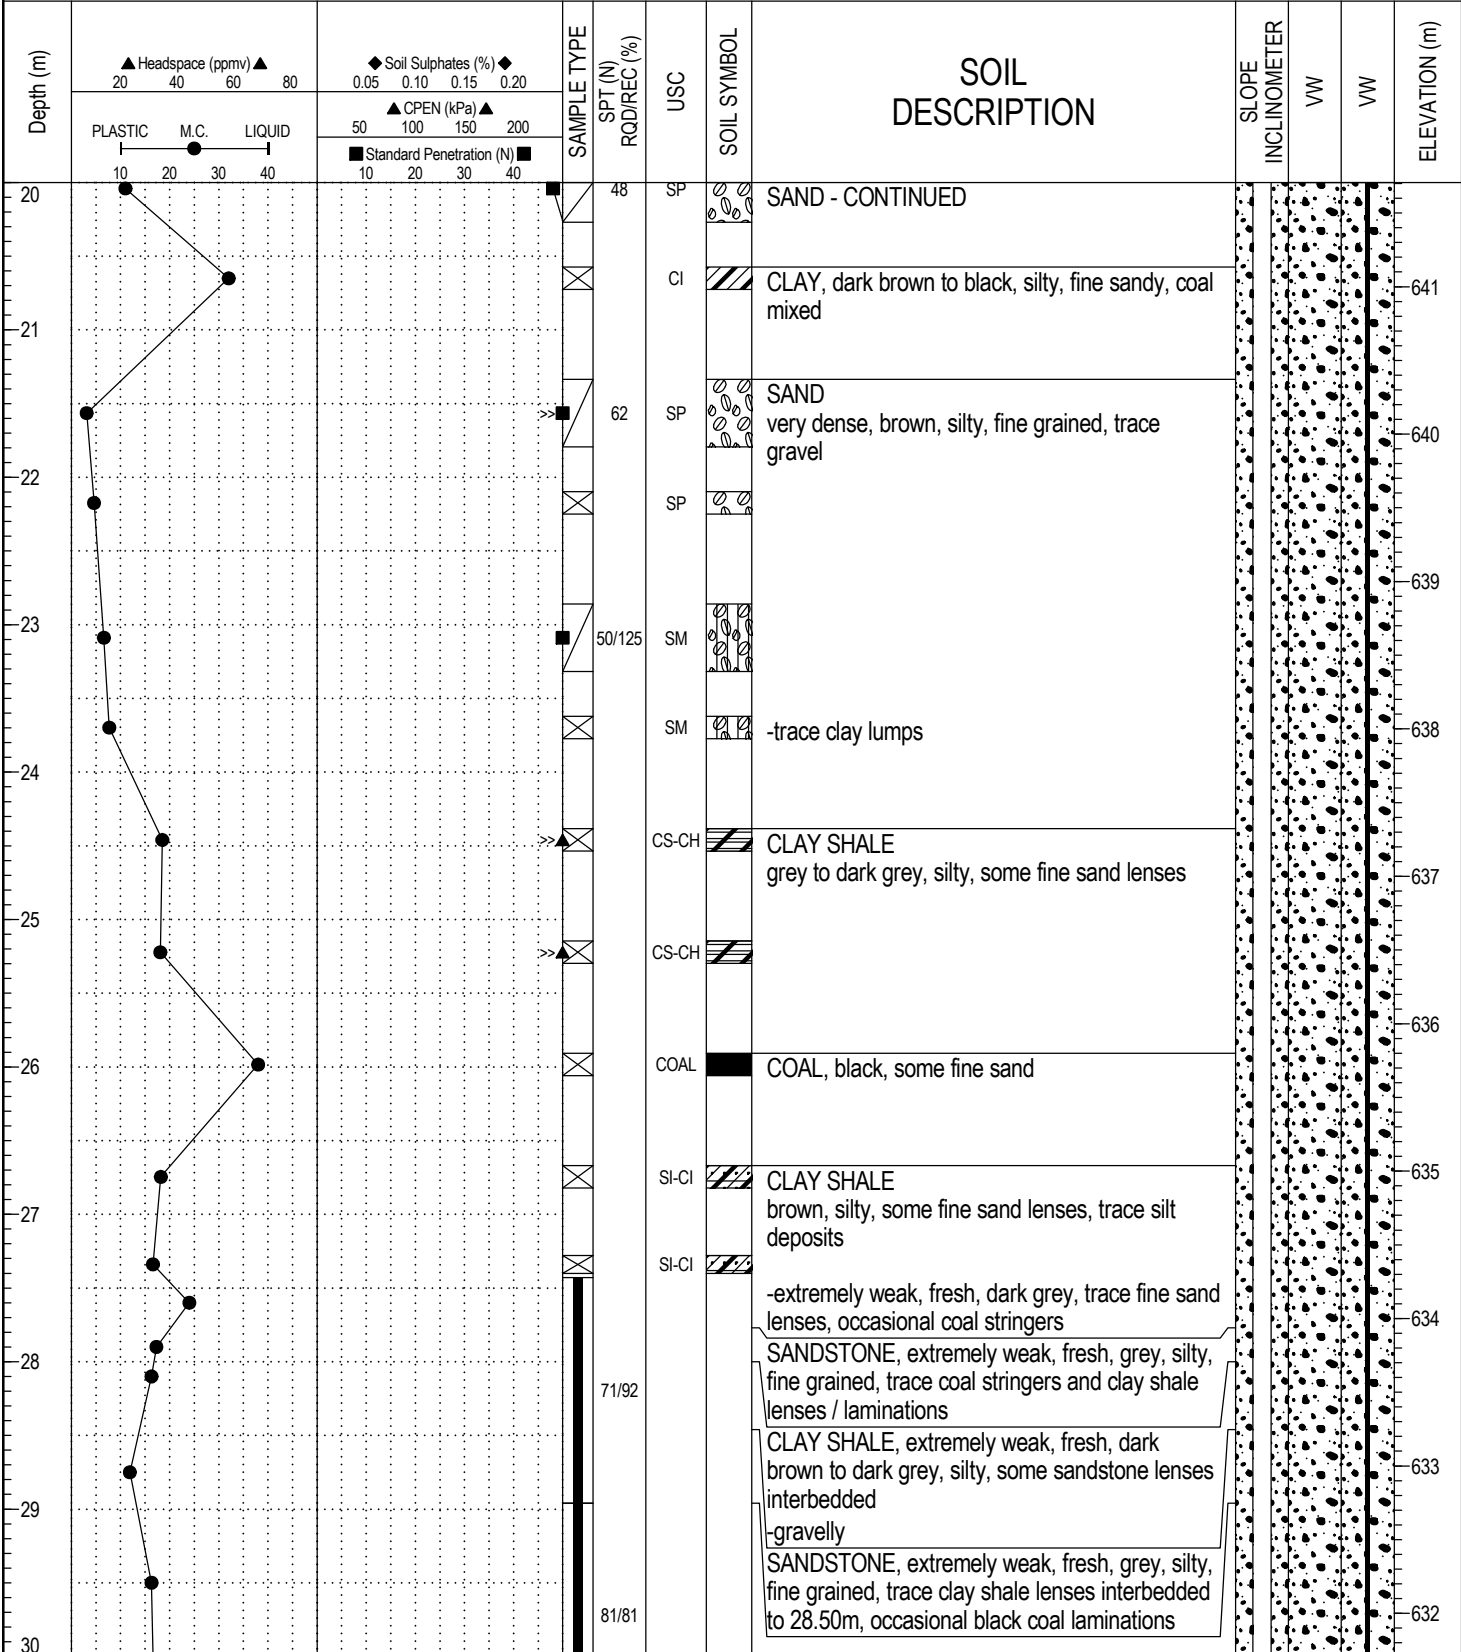 Depth (m)
▲ Headspace (ppmv) ▲
20 40 60 80
PLASTIC M.C. LIQUID
10 20 30 40
◆ Soil Sulphates (%) ◆
0.05 0.10 0.15 0.20
▲ CPEN (kPa) ▲
50 100 150 200
■ Standard Penetration (N) ■
10 20 30 40
SAMPLE TYPE
SPT (N)
RQD/REC (%)
USC
SOIL SYMBOL
SOIL
DESCRIPTION
SLOPE
INCLINOMETER
VW
VW
ELEVATION (m)
20
48
SP
SAND - CONTINUED
CI
CLAY, dark brown to black, silty, fine sandy, coal
mixed
641
21
SAND
>>
62
SP
very dense, brown, silty, fine grained, trace
gravel
640
22
SP
639
23
50/125
SM
SM
-trace clay lumps
638
24
>>
CS-CH
CLAY SHALE
grey to dark grey, silty, some fine sand lenses
637
25
>>
CS-CH
636
26
COAL
COAL, black, some fine sand
635
SI-CI
CLAY SHALE
brown, silty, some fine sand lenses, trace silt
deposits
27
SI-CI
-extremely weak, fresh, dark grey, trace fine sand
lenses, occasional coal stringers
634
SANDSTONE, extremely weak, fresh, grey, silty,
fine grained, trace coal stringers and clay shale
lenses / laminations
28
71/92
CLAY SHALE, extremely weak, fresh, dark
brown to dark grey, silty, some sandstone lenses
interbedded
633
29
-gravelly
SANDSTONE, extremely weak, fresh, grey, silty,
fine grained, trace clay shale lenses interbedded
to 28.50m, occasional black coal laminations
81/81
632
30